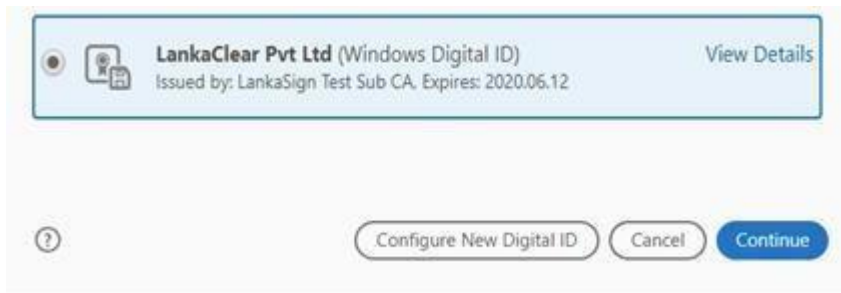 LankaClear Pvt Ltd (Windows Digital ID) View Details
Issued by: LankaSign Test Sub CA, Expires: 2020.06.12
? Configure New Digital ID Cancel Continue